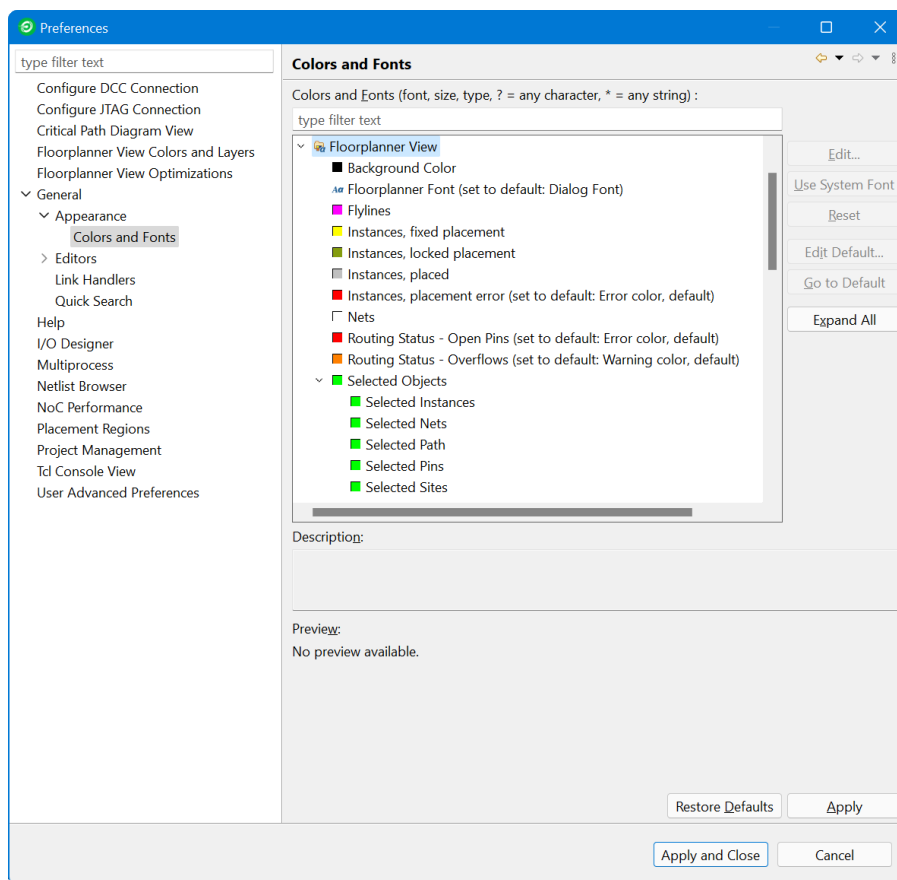 Preferences
type filter text
Configure DCC Connection
Configure JTAG Connection
Critical Path Diagram View
Floorplanner View Colors and Layers
Floorplanner View Optimizations
General
Appearance
Colors and Fonts
Editors
Link Handlers
Quick Search
Help
I/O Designer
Multiprocess
Netlist Browser
NoC Performance
Placement Regions
Project Management
Tcl Console View
User Advanced Preferences
Colors and Fonts
Colors and Fonts (font, size, type, ? = any character, * = any string) :
type filter text
Floorplanner View
Background Color
Aa Floorplanner Font (set to default: Dialog Font)
Flylines
Instances, fixed placement
Instances, locked placement
Instances, placed
Instances, placement error (set to default: Error color, default)
Nets
Routing Status - Open Pins (set to default: Error color, default)
Routing Status - Overflows (set to default: Warning color, default)
Selected Objects
Selected Instances
Selected Nets
Selected Path
Selected Pins
Selected Sites
Edit...
Use System Font
Reset
Edit Default...
Go to Default
Expand All
Description:
Preview:
No preview available.
Restore Defaults
Apply
Apply and Close
Cancel